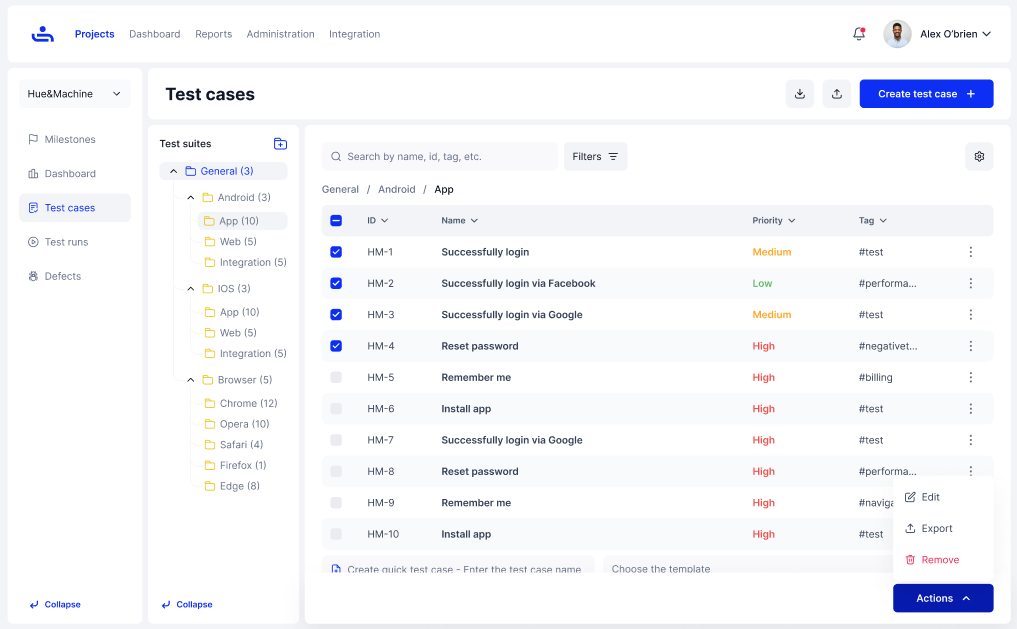 Projects
Dashboard
Reports
Administration
Integration
Alex O'brien
Hue&Machine
Milestones
Dashboard
Test cases
Test runs
Defects
Collapse
Test cases
Create test case
Test suites
General (3)
Android (3)
App (10)
Web (5)
Integration (5)
IOS (3)
App (10)
Web (5)
Integration (5)
Browser (5)
Chrome (12)
Opera (10)
Safari (4)
Firefox (1)
Edge (8)
Collapse
Search by name, id, tag, etc.
Filters
General / Android / App
ID Name Priority Tag
HM-1 Successfully login Medium #test
HM-2 Successfully login via Facebook Low #performa...
HM-3 Successfully login via Google Medium #test
HM-4 Reset password High #negativet...
HM-5 Remember me High #billing
HM-6 Install app High #test
HM-7 Successfully login via Google High #test
HM-8 Reset password High #performa...
HM-9 Remember me High #naviga
HM-10 Install app High #test
Create quick test case - Enter the test case name
Choose the template
Edit
Export
Remove
Actions